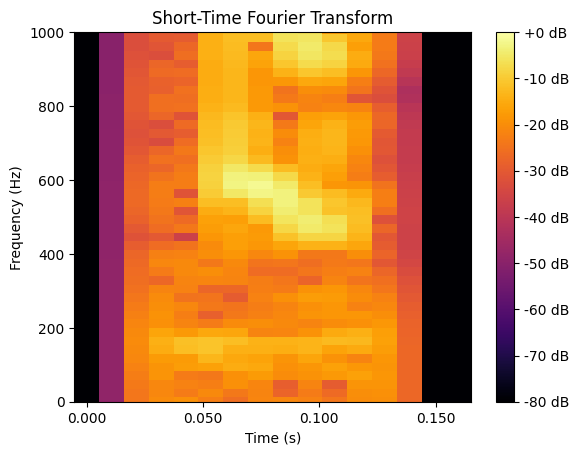 Short-Time Fourier Transform
Frequency (Hz)
1000
800
600
400
200
0
0.000
0.050
0.100
0.150
Time (s)
+0 dB
-10 dB
-20 dB
-30 dB
-40 dB
-50 dB
-60 dB
-70 dB
-80 dB